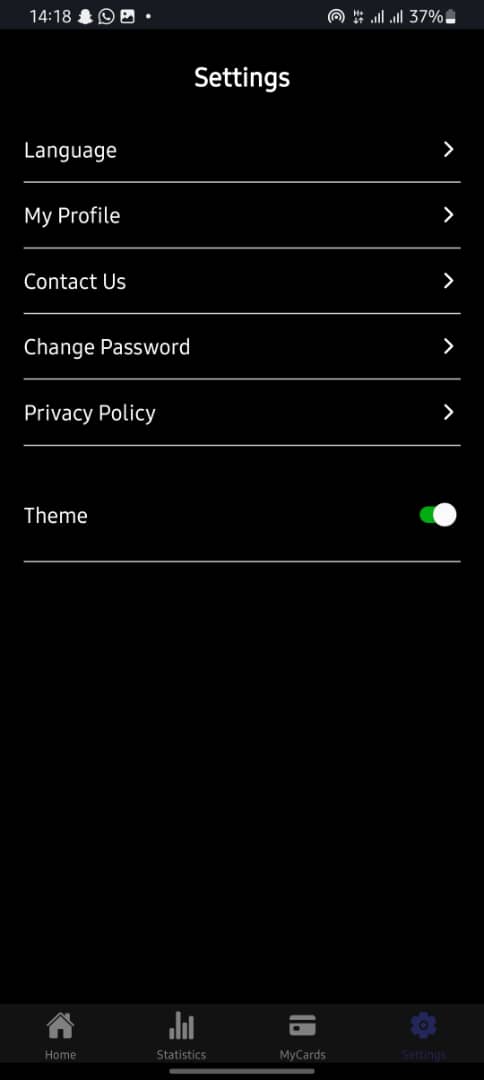 14:18 37%
Settings
Language
My Profile
Contact Us
Change Password
Privacy Policy
Theme
Home Statistics MyCards Settings